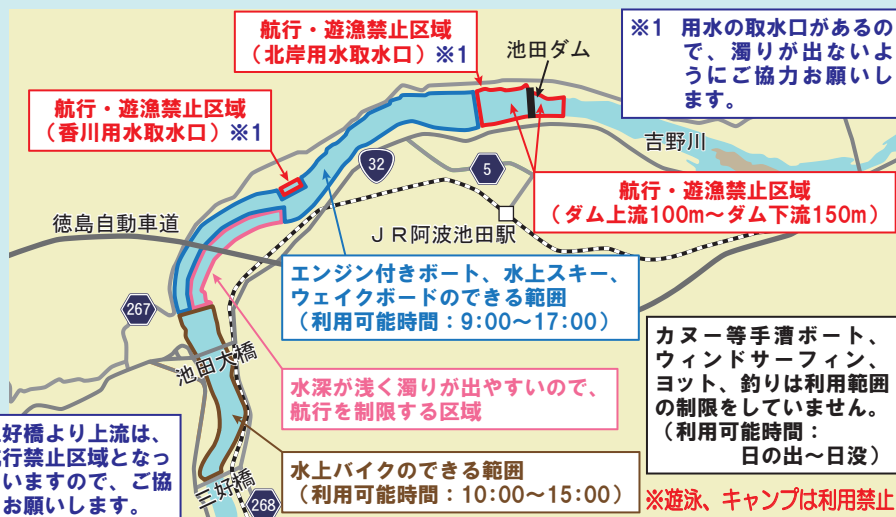 航行・遊漁禁止区域
（北岸用水取水口）※1
池田ダム
※1 用水の取水口があるの
で、濁りが出ないよ
うにご協力お願いし
ます。
航行・遊漁禁止区域
（香川用水取水口）※1
吉野川
32
5
航行・遊漁禁止区域
（ダム上流100m～ダム下流150m）
徳島自動車道
ＪＲ阿波池田駅
エンジン付きボート、水上スキー、
ウェイクボードのできる範囲
（利用可能時間：9:00～17:00）
267
カヌー等手漕ボート、
ウィンドサーフィン、
ヨット、釣りは利用範囲
の制限をしていません。
（利用可能時間：
日の出～日没）
池田大橋
水深が浅く濁りが出やすいので、
航行を制限する区域
好橋より上流は、
行禁止区域となっ
いますので、ご協
お願いします。
水上バイクのできる範囲
（利用可能時間：10:00～15:00）
三好橋
268
※遊泳、キャンプは利用禁止